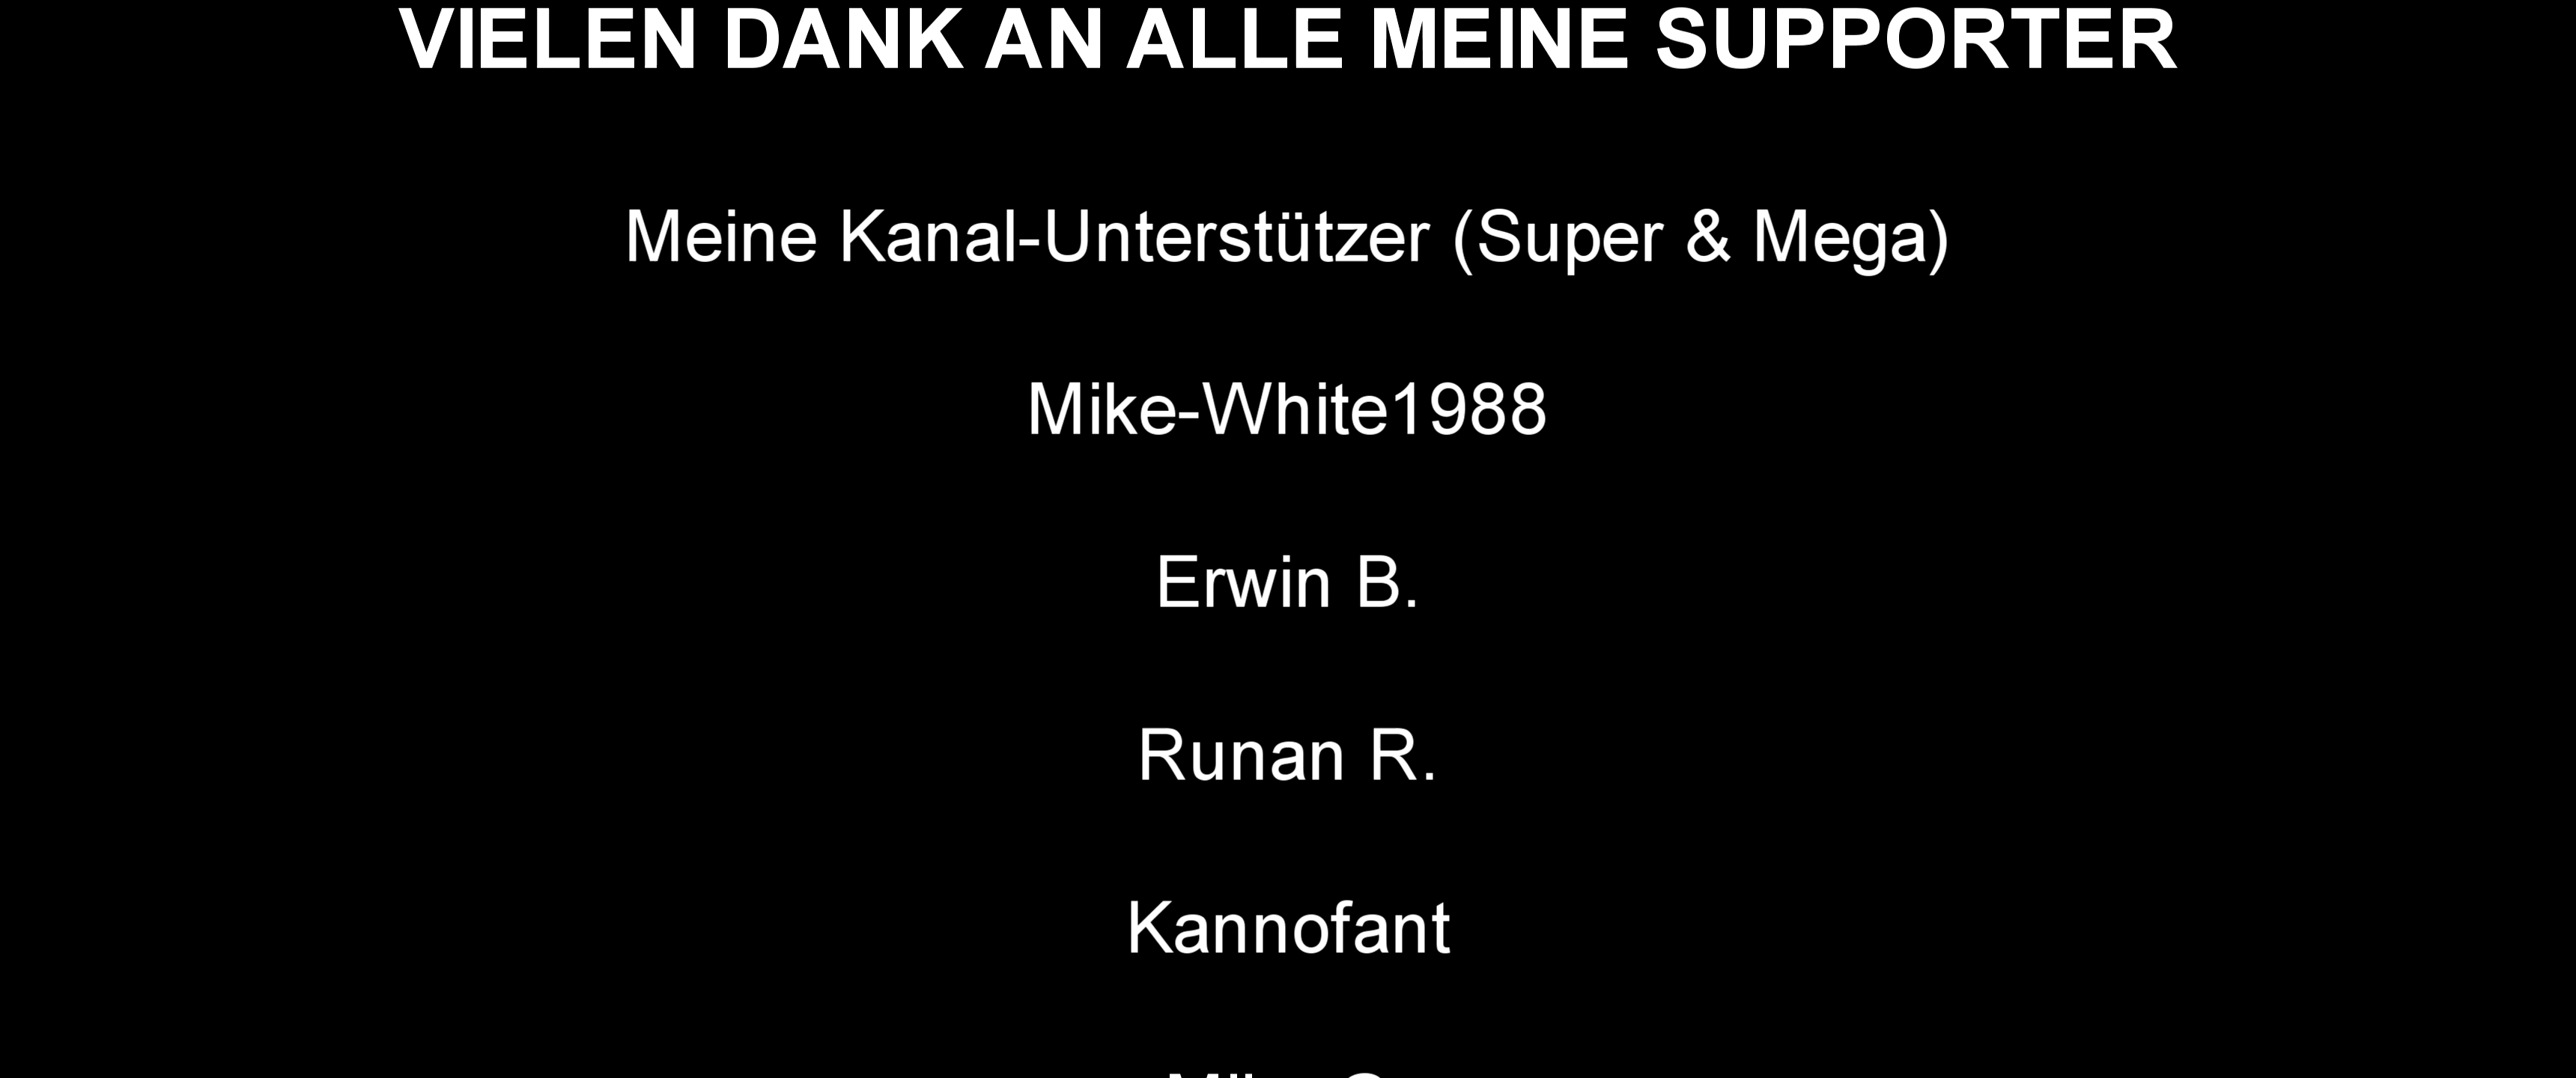 VIELEN DANK AN ALLE MEINE SUPPORTER
Meine Kanal-Unterstützer (Super & Mega)
Mike-White1988
Erwin B.
Runan R.
Kannofant